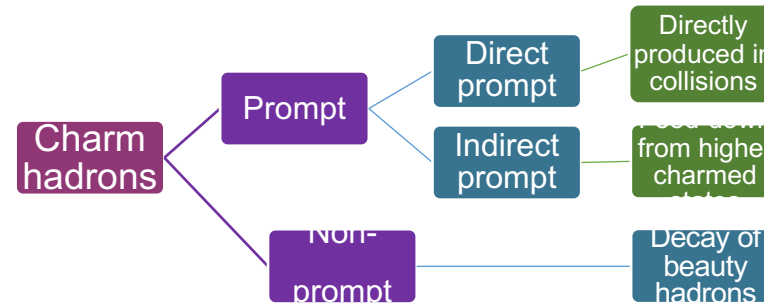 Charm
hadrons
Prompt
Direct
prompt
Directly
produced in
collisions
Indirect
prompt
from higher
charmed
states
Non-
prompt
Decay of
beauty
hadrons